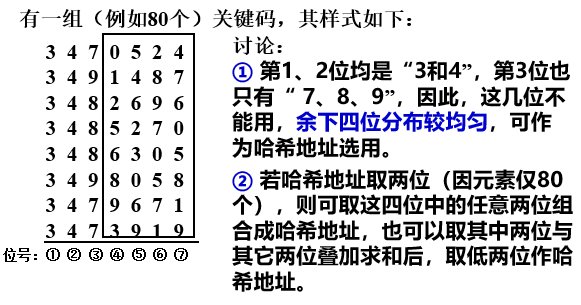 有一组（例如80个）关键码，其样式如下：
3 4 7 0 5 2 4
3 4 9 1 4 8 7
3 4 8 2 6 9 6
3 4 8 5 2 7 0
3 4 8 6 3 0 5
3 4 9 8 0 5 8
3 4 7 9 6 7 1
3 4 7 3 9 1 9
位号：① ② ③ ④ ⑤ ⑥ ⑦
讨论：
① 第1、2位均是“3和4”，第3位也
只有“ 7、8、9”，因此，这几位不
能用，余下四位分布较均匀，可作
为哈希地址选用。
② 若哈希地址取两位（因元素仅80
个），则可取这四位中的任意两位组
合成哈希地址，也可以取其中两位与
其它两位叠加求和后，取低两位作哈
希地址。